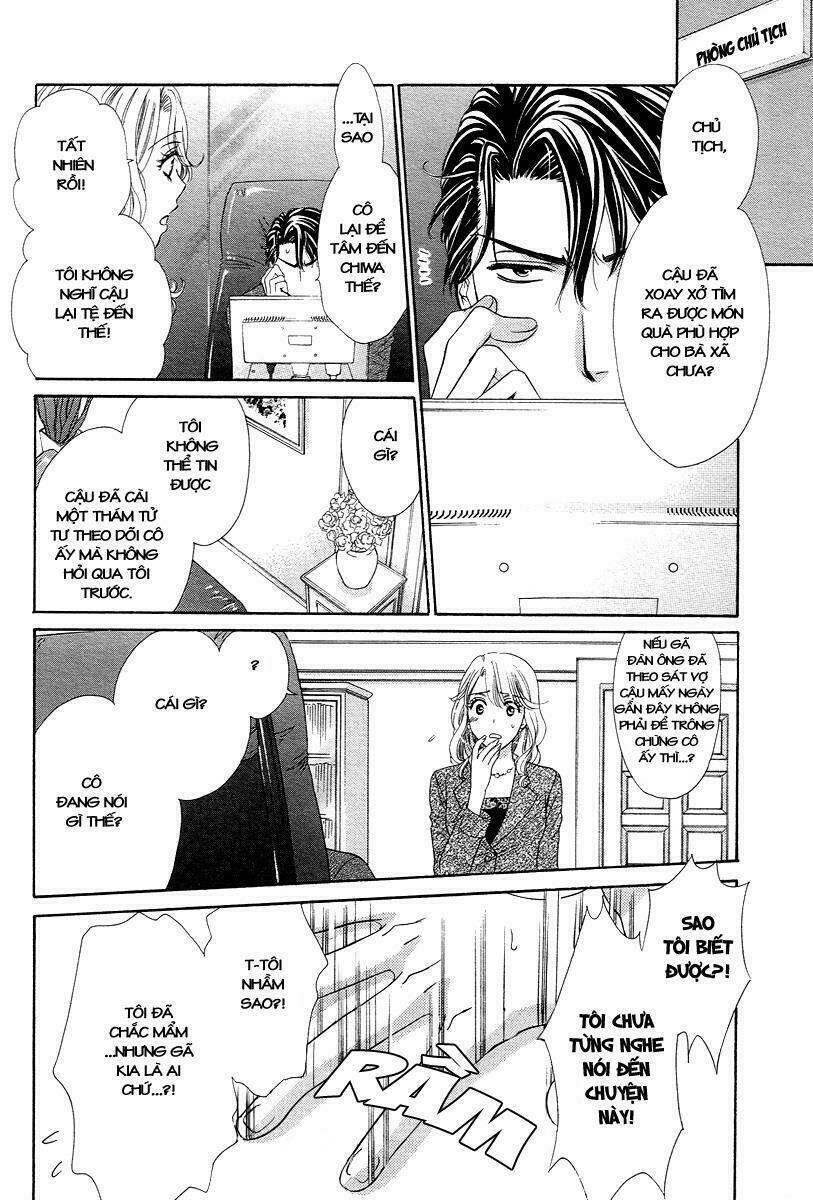 PHÒNG CHỦ TỊCH
CHỦ
TỊCH,
CẬU ĐÃ
XOAY XỞ TÌM
RA ĐƯỢC MÓN
QUÀ PHÙ HỢP
CHO BÀ XÃ
CHƯA?
...TẠI
SAO
CÔ
LẠI ĐỂ
TÂM ĐẾN
CHIWA
THẾ?
TẤT
NHIÊN
RỒI!
TÔI KHÔNG
NGHĨ CẬU
LẠI TỆ ĐẾN
THẾ!
CÁI
GÌ?
TÔI
KHÔNG
THỂ TIN
ĐƯỢC
CẬU ĐÃ CÀI
MỘT THÁM TỬ
TƯ THEO DÕI CÔ
ẤY MÀ KHÔNG
HỎI QUA TÔI
TRƯỚC.
NẾU GÃ
ĐÀN ÔNG ĐÃ
THEO SÁT VỢ
CẬU MẤY NGÀY
GẦN ĐÂY KHÔNG
PHẢI ĐỂ TRÔNG
CHỪNG CÔ
ẤY THÌ...?
?
CÁI GÌ?
CÔ
ĐANG NÓI
GÌ THẾ?
SAO
TÔI BIẾT
ĐƯỢC?!
TÔI CHƯA
TỪNG NGHE
NÓI ĐẾN
CHUYỆN
NÀY!
RẦM
T-TÔI
NHẦM
SAO?!
TÔI ĐÃ
CHẮC MẨM
...NHƯNG GÃ
KIA LÀ AI
CHỨ...?!